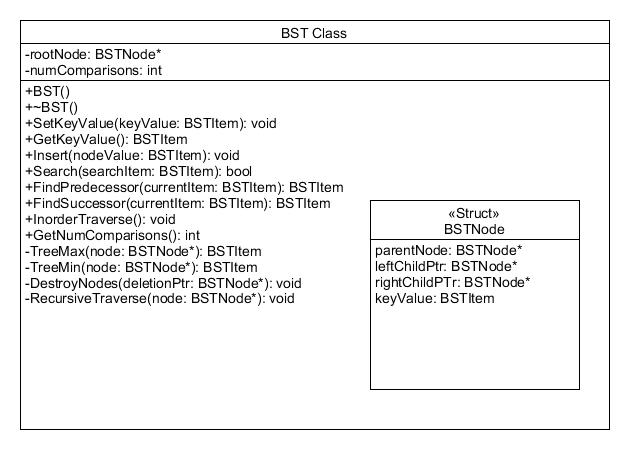 BST Class
-rootNode: BSTNode*
-numComparisons: int
+BST()
+~BST()
+SetKeyValue(keyValue: BSTItem): void
+GetKeyValue(): BSTItem
+Insert(nodeValue: BSTItem): void
+Search(searchItem: BSTItem): bool
+FindPredecessor(currentItem: BSTItem): BSTItem
+FindSuccessor(currentItem: BSTItem): BSTItem
+InorderTraverse(): void
+GetNumComparisons(): int
-TreeMax(node: BSTNode*): BSTItem
-TreeMin(node: BSTNode*): BSTItem
-DestroyNodes(deletionPtr: BSTNode*): void
-RecursiveTraverse(node: BSTNode*): void
«Struct»
BSTNode
parentNode: BSTNode*
leftChildPtr: BSTNode*
rightChildPTr: BSTNode*
keyValue: BSTItem